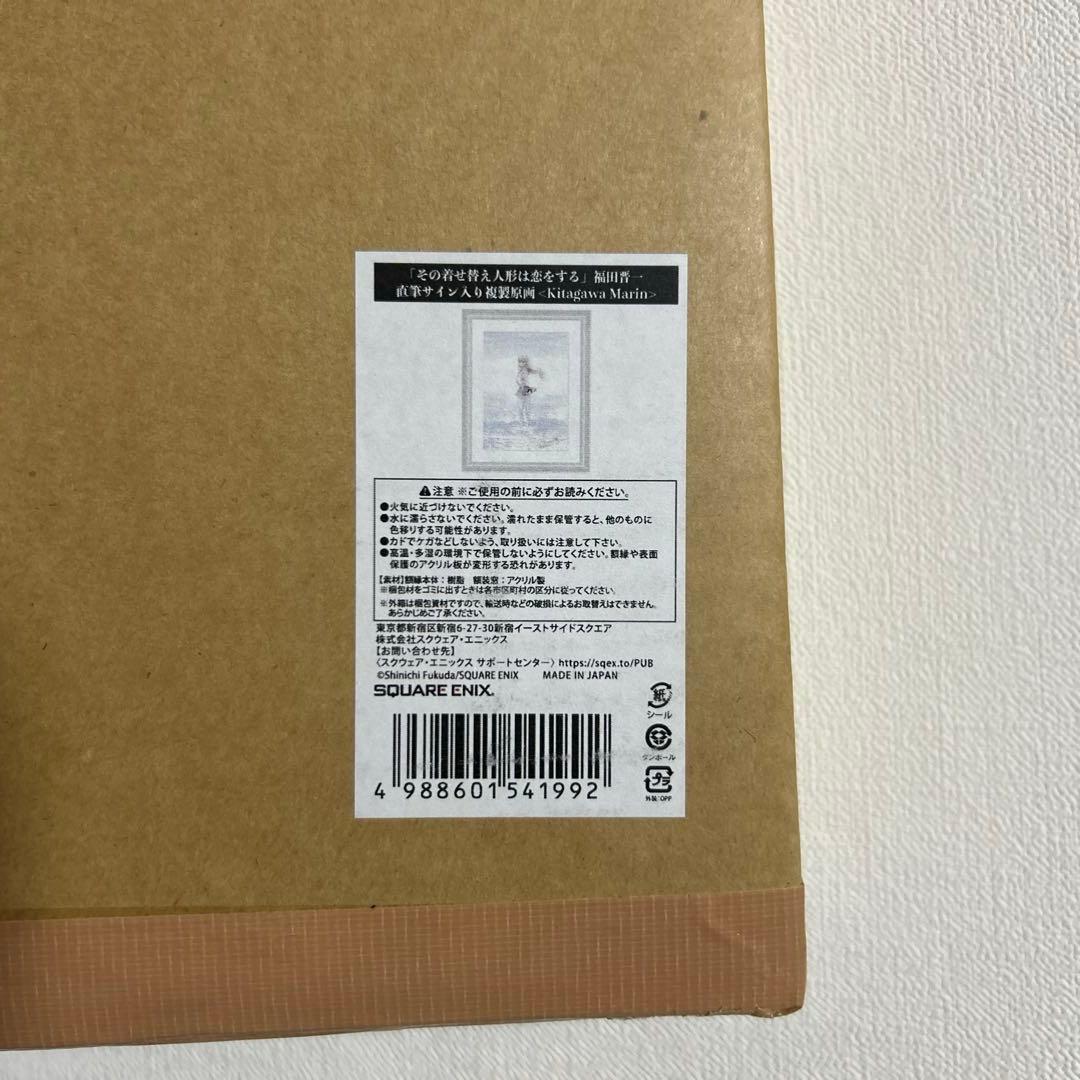 「その着せ替え人形は恋をする」福田晋一
直筆サイン入り複製原画<Kitagawa Marin>
⚠注意 ※ご使用の前に必ずお読みください。
●火気に近づけないでください。
●水に濡らさないでください。濡れたまま保管すると、他のものに
色移りする可能性があります。
●カドでケガなどしないよう、取り扱いには注意して下さい。
●高温・多湿の環境下で保管しないようにしてください。額縁や表面
保護のアクリル板が変形する恐れがあります。
【素材】額縁本体：樹脂 額装窓：アクリル製
※梱包材をゴミに出すときは各市区町村の区分に従ってください。
※外箱は梱包資材ですので、輸送時などの破損によるお取替えはできません。
あらかじめご了承ください。
東京都新宿区新宿6-27-30新宿イーストサイドスクエア
株式会社スクウェア・エニックス
【お問い合わせ先】
〈スクウェア・エニックス サポートセンター〉https://sqex.to/PUB
©Shinichi Fukuda/SQUARE ENIX MADE IN JAPAN
SQUARE ENIX®
紙
シール
ダンボール
プラ
外装:OPP
4 988601 541992